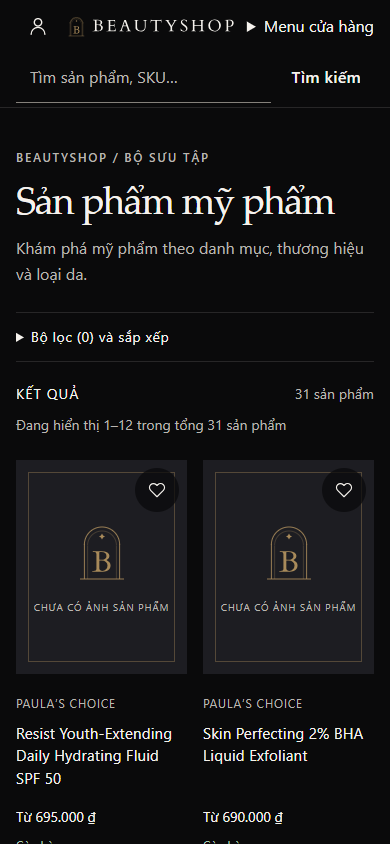 B BEAUTYSHOP ▶ Menu cửa hàng
Tìm sản phẩm, SKU... Tìm kiếm
BEAUTYSHOP / BỘ SƯU TẬP
Sản phẩm mỹ phẩm
Khám phá mỹ phẩm theo danh mục, thương hiệu
và loại da.
▶ Bộ lọc (0) và sắp xếp
KẾT QUẢ 31 sản phẩm
Đang hiển thị 1–12 trong tổng 31 sản phẩm
B
CHƯA CÓ ẢNH SẢN PHẨM
B
CHƯA CÓ ẢNH SẢN PHẨM
PAULA'S CHOICE
Resist Youth-Extending
Daily Hydrating Fluid
SPF 50
Từ 695.000 ₫
PAULA'S CHOICE
Skin Perfecting 2% BHA
Liquid Exfoliant
Từ 690.000 ₫